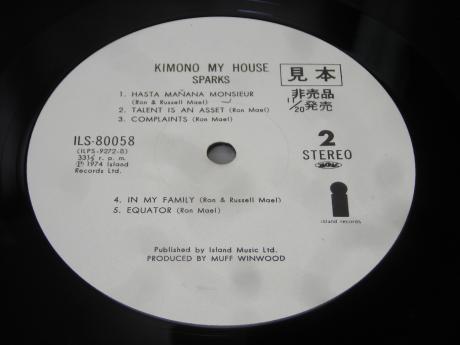 KIMONO MY HOUSE
SPARKS
見本
非売品
11/20発売
1. HASTA MAÑANA MONSIEUR
(Ron & Russell Mael)
2. TALENT IS AN ASSET (Ron Mael)
3. COMPLAINTS (Ron Mael)
ILS-80058
(ILPS-9272-B)
33⅓ r. p. m.
Ⓟ 1974 Island
Records Ltd.
2
STEREO
4. IN MY FAMILY (Ron & Russell Mael)
5. EQUATOR (Ron Mael)
i
island records
Published by Island Music Ltd.
PRODUCED BY MUFF WINWOOD